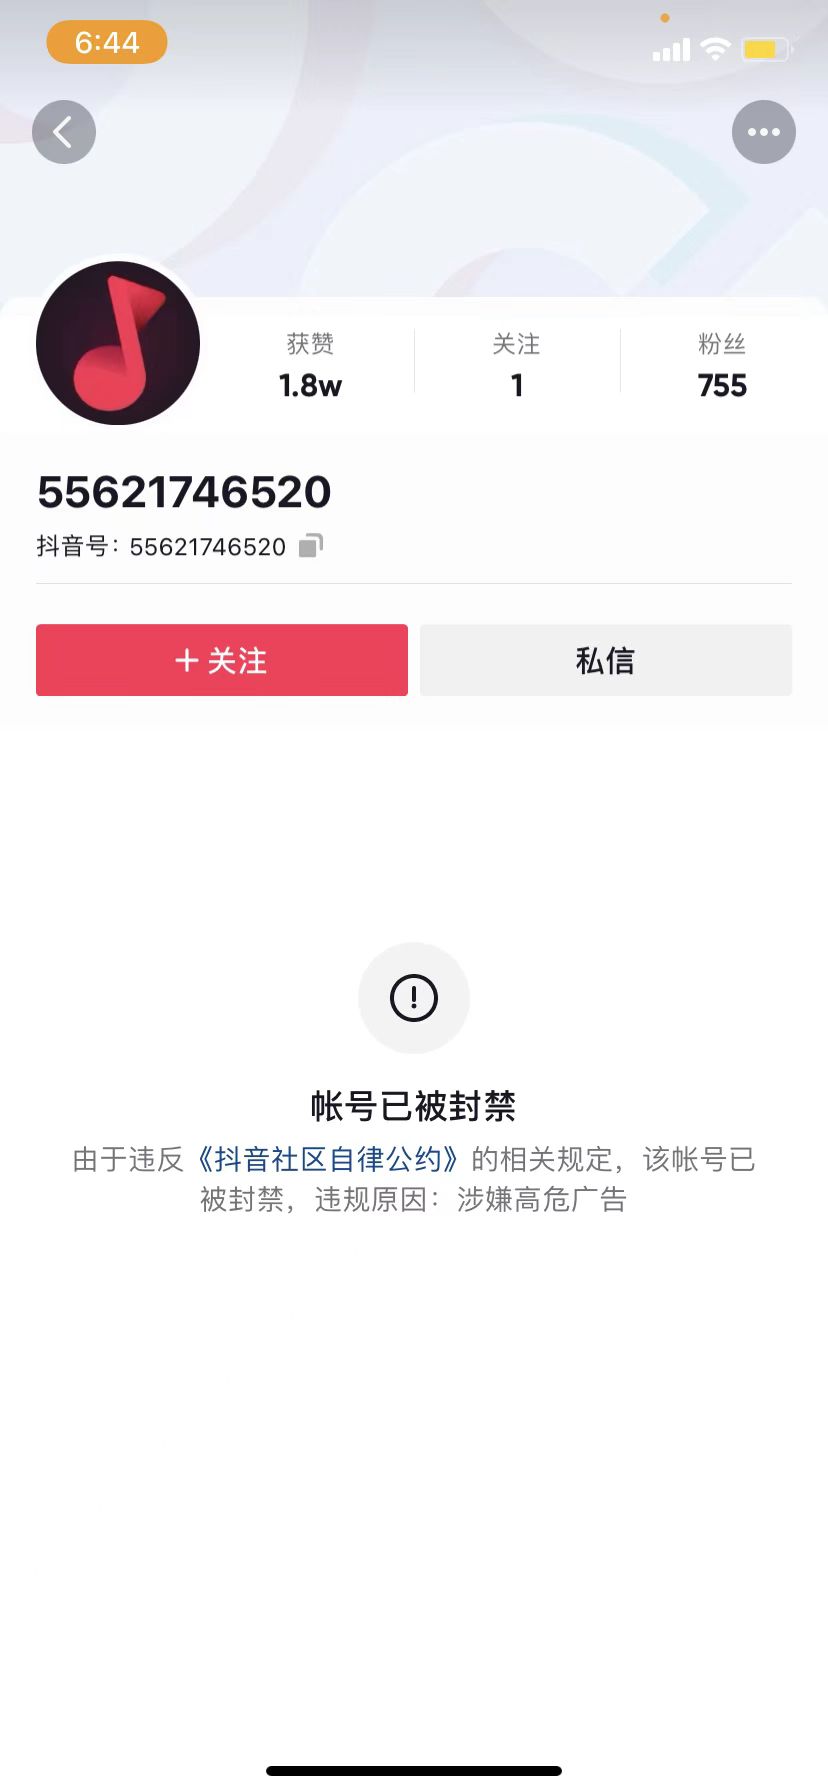 6:44
获赞 关注 粉丝
1.8w 1 755
55621746520
抖音号：55621746520
+ 关注 私信
帐号已被封禁
由于违反《抖音社区自律公约》的相关规定，该帐号已
被封禁，违规原因：涉嫌高危广告